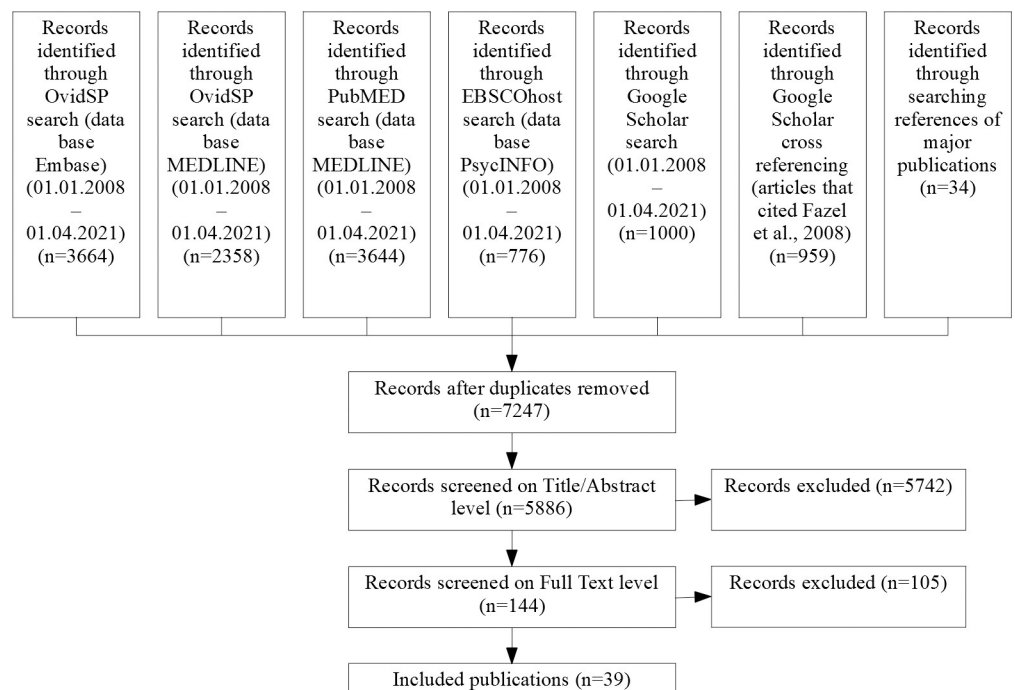 Records
identified
through
OvidSP
search (data
base
Embase)
(01.01.2008
–
01.04.2021)
(n=3664)
Records
identified
through
OvidSP
search (data
base
MEDLINE)
(01.01.2008
–
01.04.2021)
(n=2358)
Records
identified
through
PubMED
search (data
base
MEDLINE)
(01.01.2008
–
01.04.2021)
(n=3644)
Records
identified
through
EBSCOhost
search (data
base
PsycINFO)
(01.01.2008
–
01.04.2021)
(n=776)
Records
identified
through
Google
Scholar
search
(01.01.2008
–
01.04.2021)
(n=1000)
Records
identified
through
Google
Scholar
cross
referencing
(articles that
cited Fazel
et al., 2008)
(n=959)
Records
identified
through
searching
references of
major
publications
(n=34)
Records after duplicates removed
(n=7247)
Records screened on Title/Abstract
level (n=5886)
Records excluded (n=5742)
Records screened on Full Text level
(n=144)
Records excluded (n=105)
Included publications (n=39)